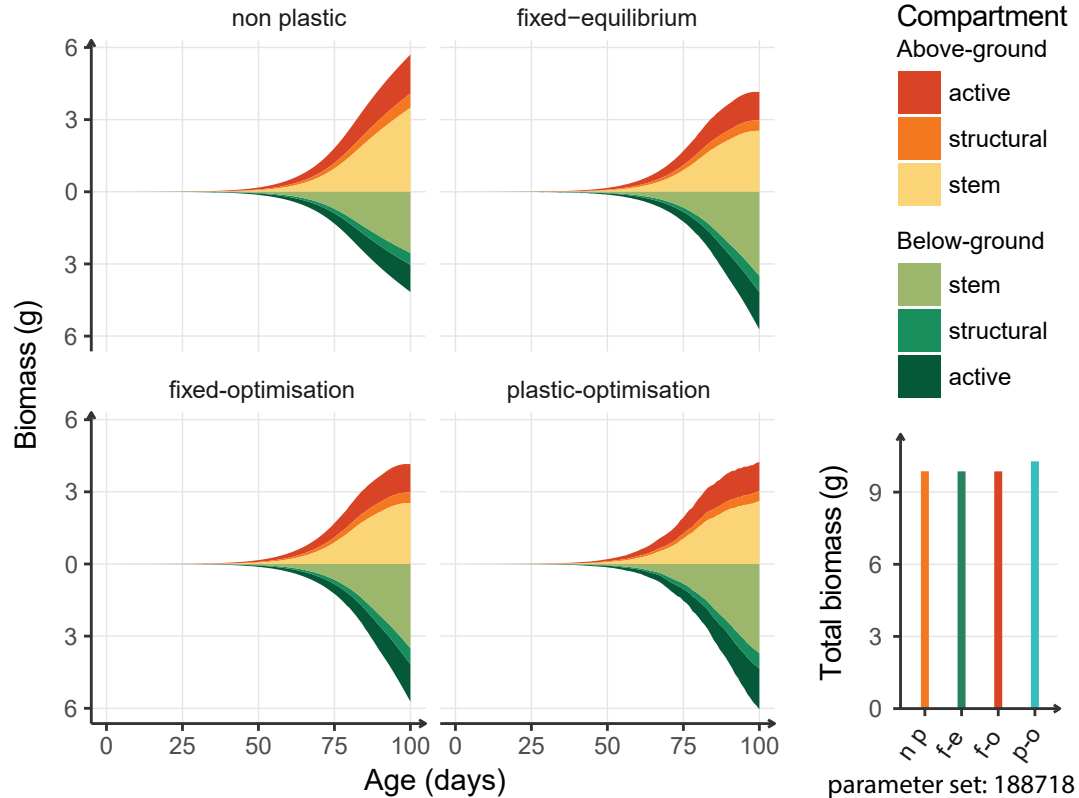 non plastic
fixed−equilibrium
6
3
0
3
6
fixed-optimisation
plastic-optimisation
6
3
0
3
6
0 25 50 75 100
0 25 50 75 100
Biomass (g)
Age (days)
Compartment
Above-ground
active
structural
stem
Below-ground
stem
structural
active
Total biomass (g)
9
6
3
0
n p
f-e
f-o
p-o
parameter set: 188718